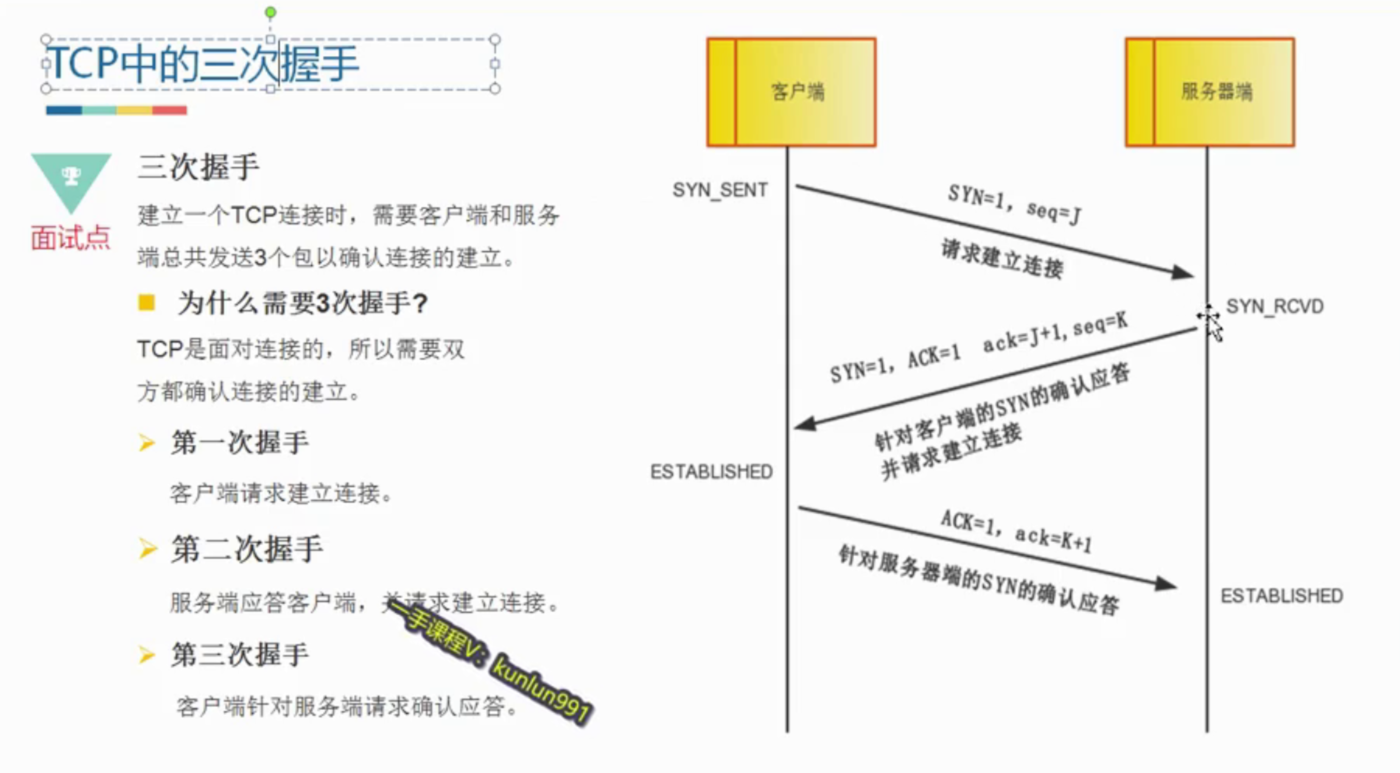 TCP中的三次握手
面试点
三次握手
建立一个TCP连接时，需要客户端和服务
端总共发送3个包以确认连接的建立。
为什么需要3次握手?
TCP是面对连接的，所以需要双
方都确认连接的建立。
第一次握手
客户端请求建立连接。
第二次握手
服务端应答客户端，并请求建立连接。
第三次握手
客户端针对服务端请求确认应答。
一手课程V：kunlun991
客户端
服务器端
SYN_SENT
SYN=1，seq=J
请求建立连接
SYN_RCVD
SYN=1，ACK=1 ack=J+1,seq=K
针对客户端的SYN的确认应答
并请求建立连接
ESTABLISHED
ACK=1，ack=K+1
针对服务器端的SYN的确认应答
ESTABLISHED